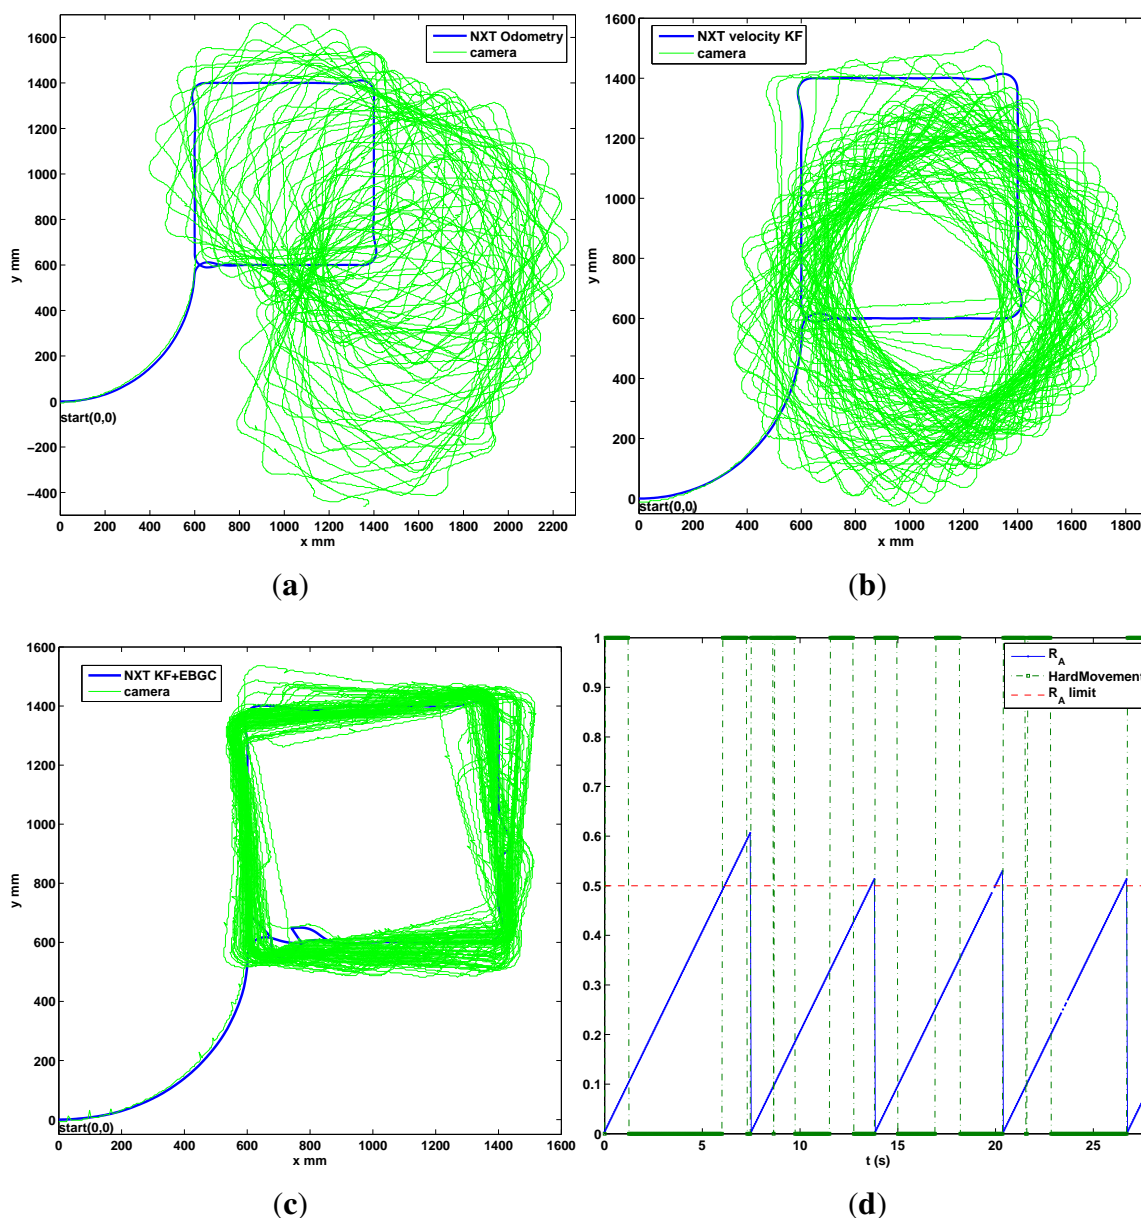 1600
1400
1200
1000
800
600
400
200
0
−200
−400
y mm
NXT Odometry
camera
start(0,0)
0 200 400 600 800 1000 1200 1400 1600 1800 2000 2200
x mm
(a)
1600
1400
1200
1000
800
600
400
200
0
y mm
NXT velocity KF
camera
start(0,0)
0 200 400 600 800 1000 1200 1400 1600 1800
x mm
(b)
1600
1400
1200
1000
800
600
400
200
0
y mm
NXT KF+EBGC
camera
start(0,0)
0 200 400 600 800 1000 1200 1400 1600
x mm
(c)
1
0.9
0.8
0.7
0.6
0.5
0.4
0.3
0.2
0.1
0
R_A
HardMovement
R_A limit
0 5 10 15 20 25
t (s)
(d)